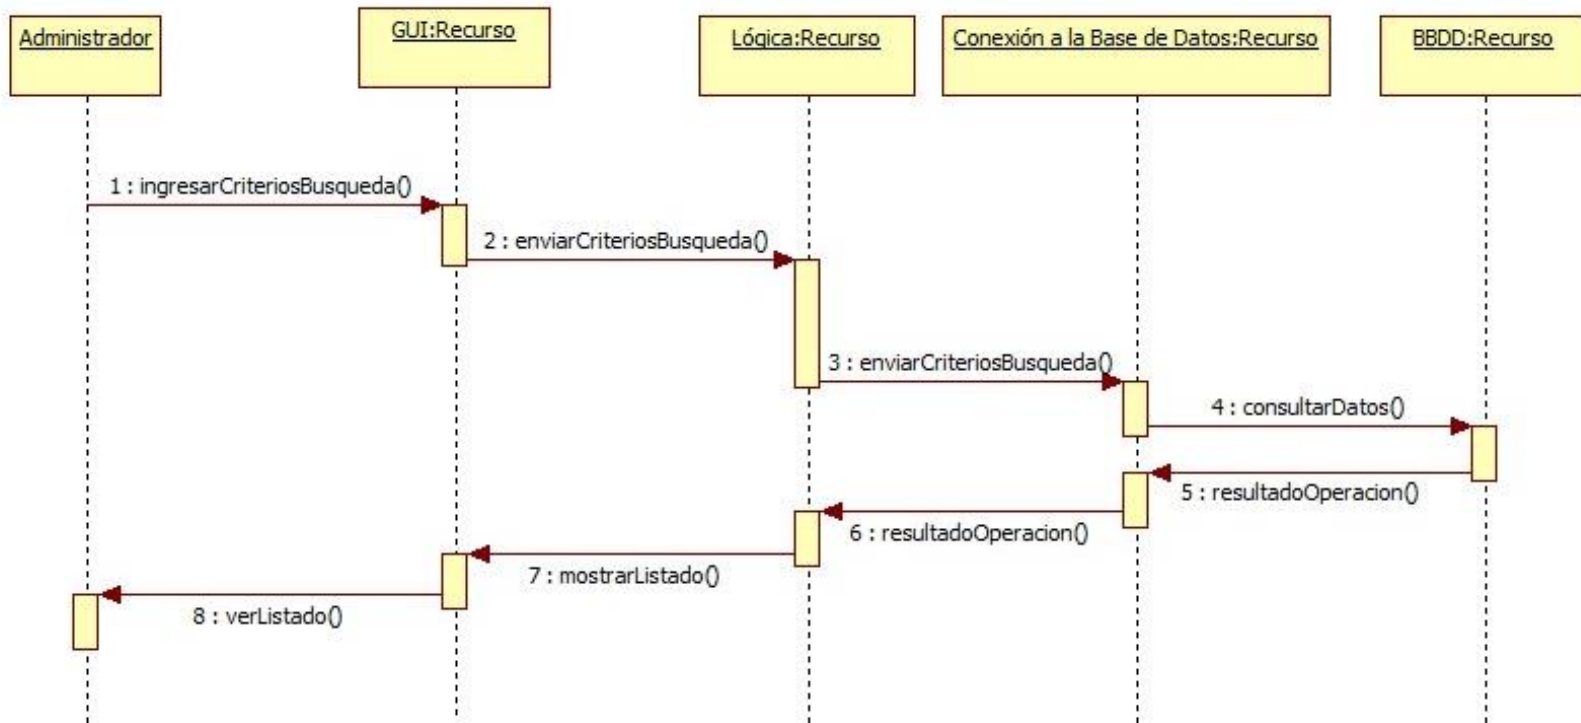 Administrador
GUI:Recurso
Lógica:Recurso
Conexión a la Base de Datos:Recurso
BBDD:Recurso
1 : ingresarCriteriosBusqueda()
2 : enviarCriteriosBusqueda()
3 : enviarCriteriosBusqueda()
4 : consultarDatos()
5 : resultadoOperacion()
6 : resultadoOperacion()
7 : mostrarListado()
8 : verListado()